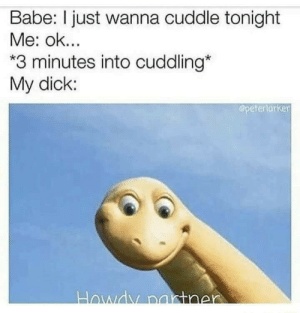 Babe: I just wanna cuddle tonight
Me: ok...
*3 minutes into cuddling*
My dick:
@peterlarker
Howdy partner